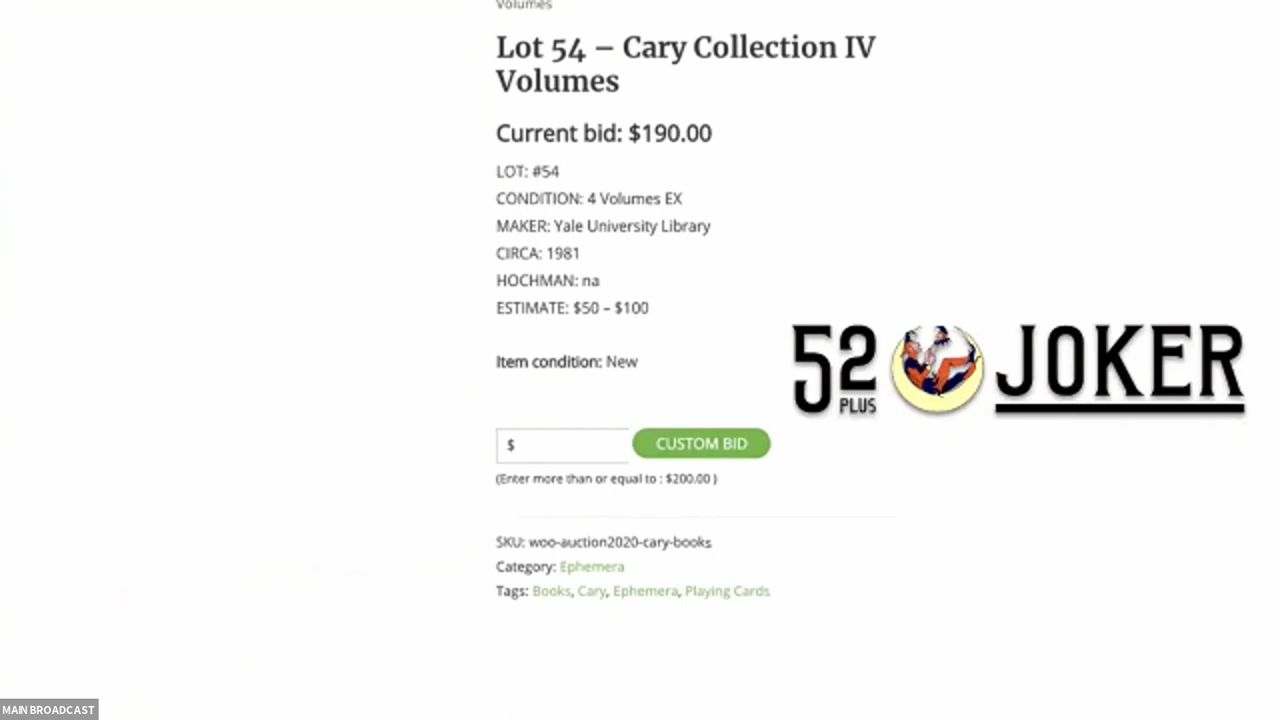 Volumes
Lot 54 – Cary Collection IV
Volumes
Current bid: $190.00
LOT: #54
CONDITION: 4 Volumes EX
MAKER: Yale University Library
CIRCA: 1981
HOCHMAN: na
ESTIMATE: $50 – $100
Item condition: New
52 PLUS JOKER
$ CUSTOM BID
(Enter more than or equal to : $200.00 )
SKU: woo-auction2020-cary-books
Category: Ephemera
Tags: Books, Cary, Ephemera, Playing Cards
MAIN BROADCAST